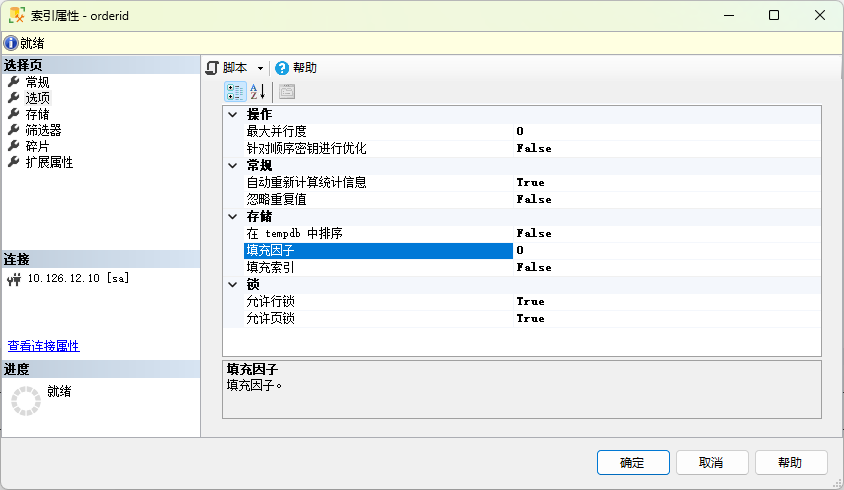 索引属性 - orderid
就绪
选择页
常规
选项
存储
筛选器
碎片
扩展属性
连接
10.126.12.10 [sa]
查看连接属性
进度
就绪
脚本
帮助
操作
最大并行度 0
针对顺序密钥进行优化 False
常规
自动重新计算统计信息 True
忽略重复值 False
存储
在 tempdb 中排序 False
填充因子 0
填充索引 False
锁
允许行锁 True
允许页锁 True
填充因子
填充因子。
确定
取消
帮助